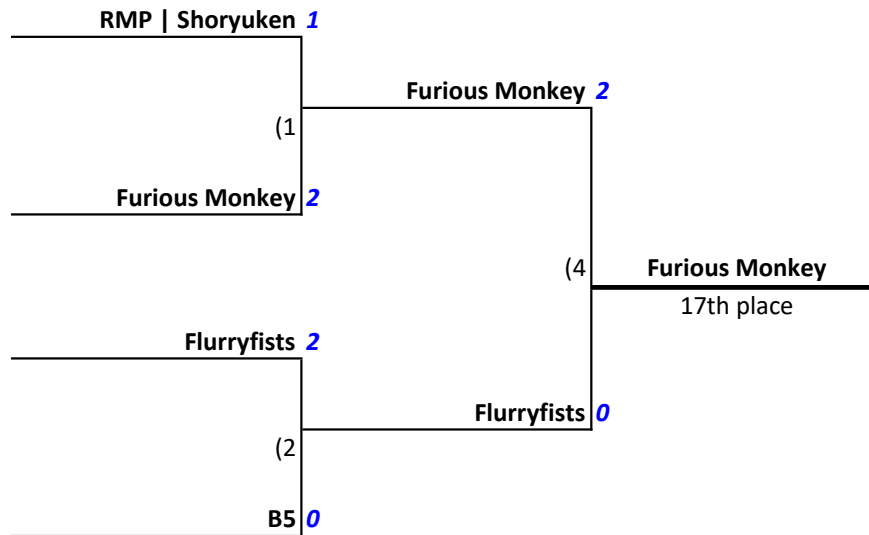 RMP | Shoryuken 1
Furious Monkey 2
(1
Furious Monkey 2
(4
Furious Monkey
17th place
Flurryfists 2
Flurryfists 0
(2
B5 0